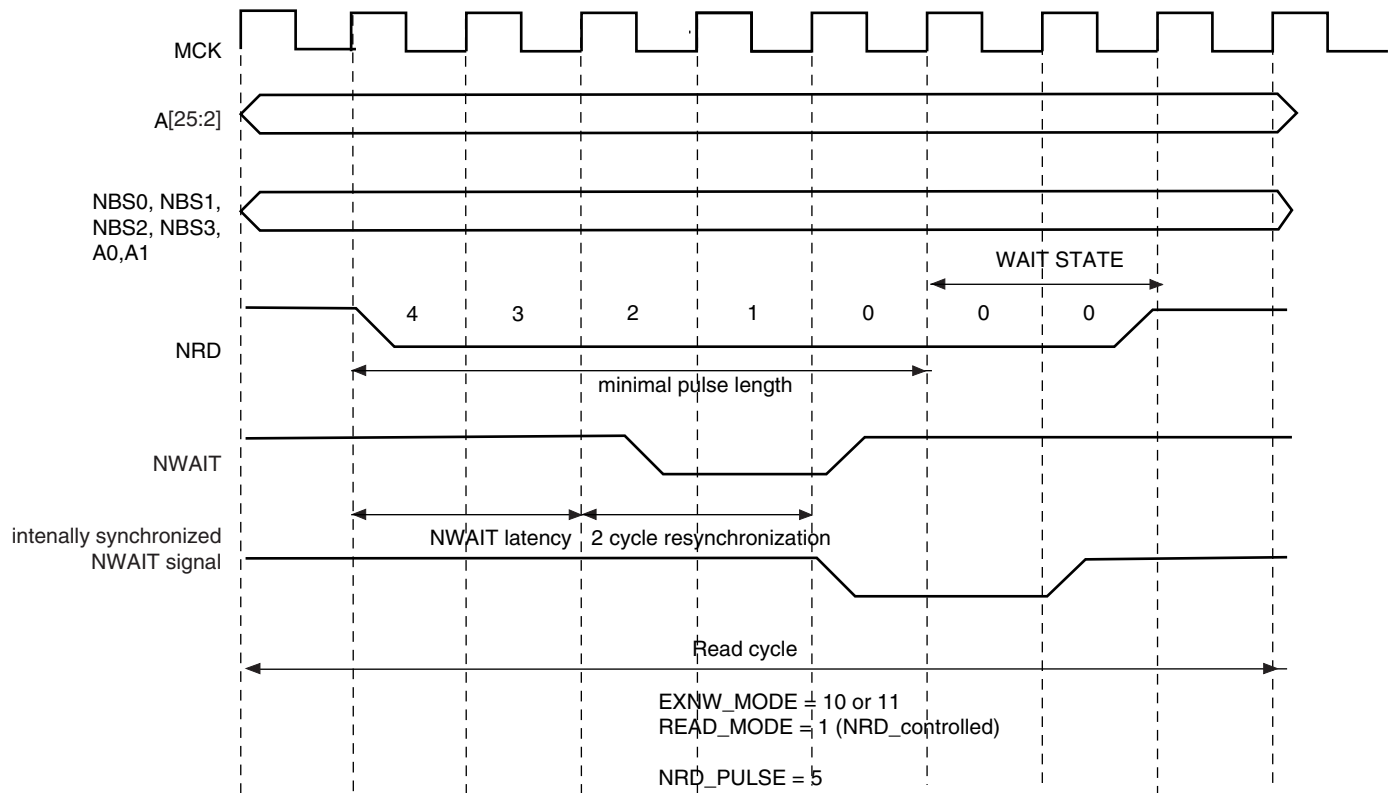 MCK
A[25:2]
NBS0, NBS1,
NBS2, NBS3,
A0,A1
WAIT STATE
4 3 2 1 0 0 0
NRD
minimal pulse length
NWAIT
NWAIT latency 2 cycle resynchronization
intenally synchronized
NWAIT signal
Read cycle
EXNW_MODE = 10 or 11
READ_MODE = 1 (NRD_controlled)
NRD_PULSE = 5